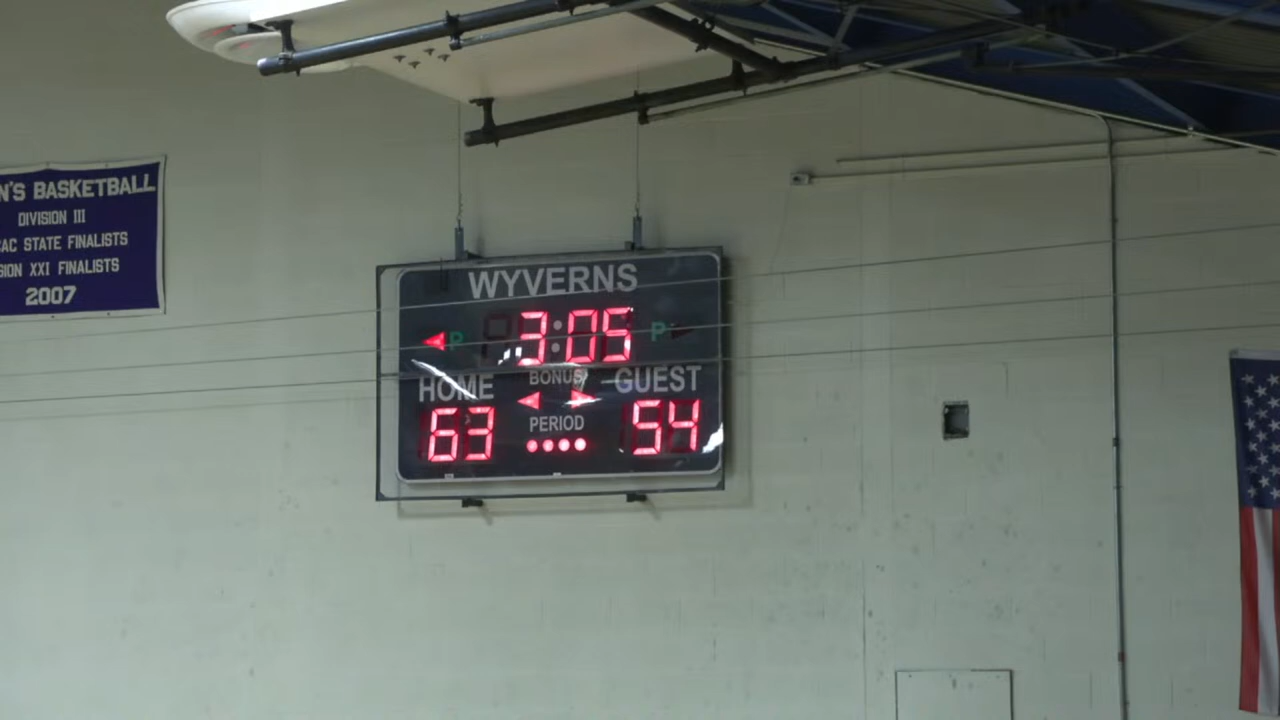 N'S BASKETBALL
DIVISION III
AC STATE FINALISTS
SION XXI FINALISTS
2007
WYVERNS
P 3:05 P
HOME BONUS GUEST
63 PERIOD 54